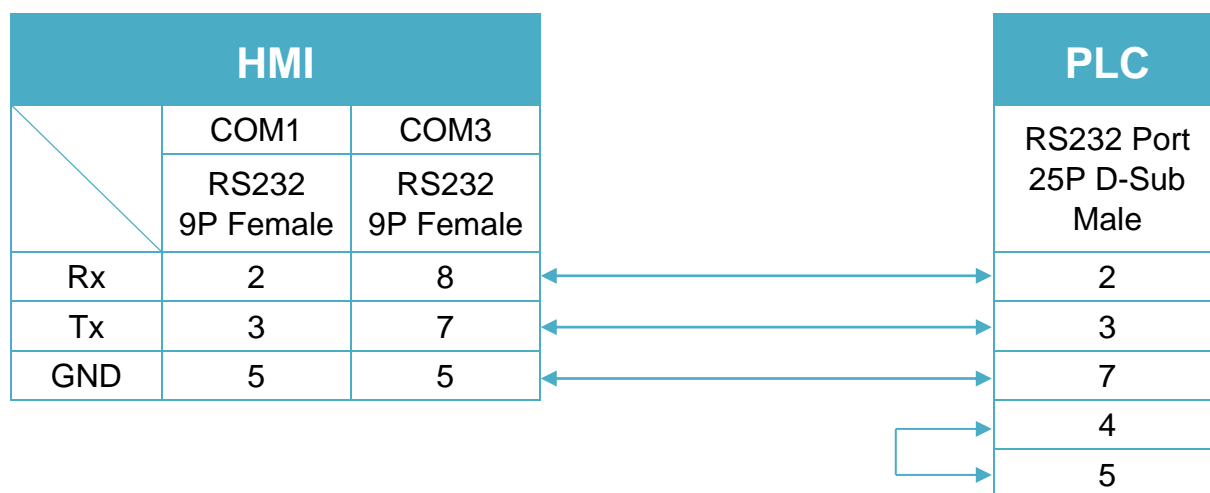 HMI
PLC
COM1 COM3
RS232 Port
25P D-Sub
Male
RS232 RS232
9P Female 9P Female
Rx 2 8 2
Tx 3 7 3
GND 5 5 7
4
5